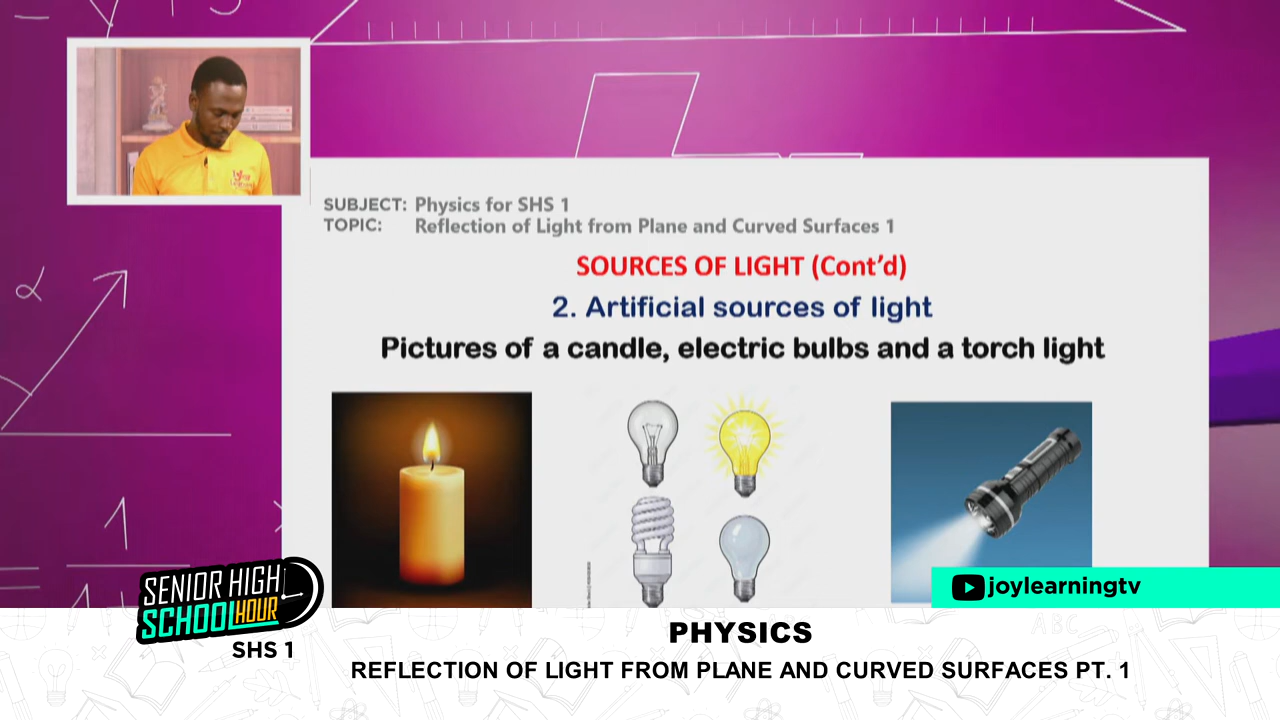 SUBJECT: Physics for SHS 1
TOPIC: Reflection of Light from Plane and Curved Surfaces 1
SOURCES OF LIGHT (Cont'd)
2. Artificial sources of light
Pictures of a candle, electric bulbs and a torch light
α
1
joylearningtv
SENIOR HIGH
SCHOOL HOUR
SHS 1
PHYSICS
REFLECTION OF LIGHT FROM PLANE AND CURVED SURFACES PT. 1
ABC